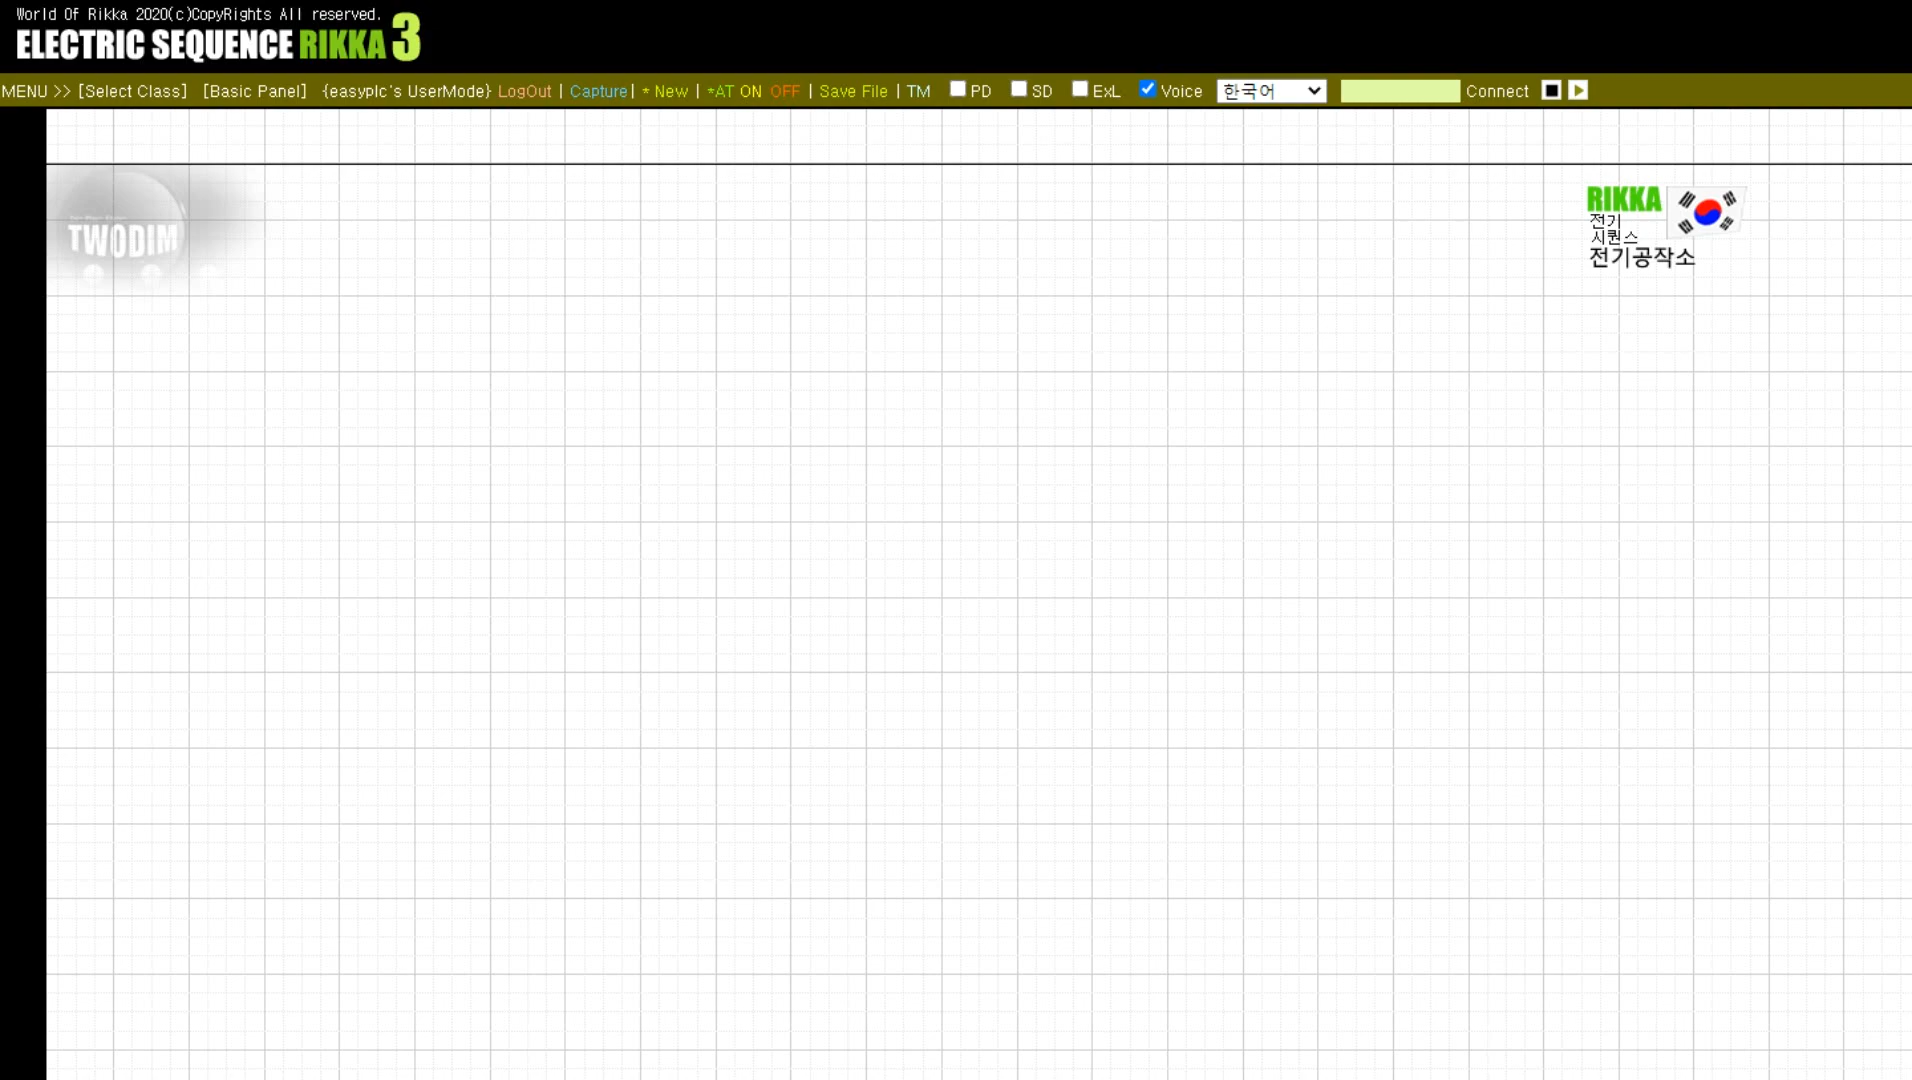 World Of Rikka 2020(c)CopyRights All reserved.
ELECTRIC SEQUENCE RIKKA 3
MENU >> [Select Class] [Basic Panel] {easyplc's UserMode} LogOut | Capture | * New | *AT ON OFF | Save File | TM PD SD ExL Voice 한국어 Connect
TWODIM
RIKKA
전기
시퀀스
전기공작소